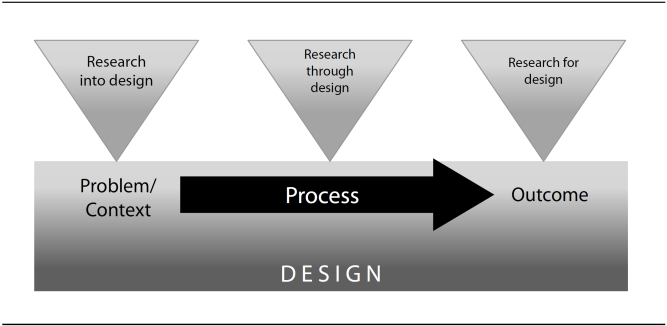 Research
into design
Research
through
design
Research for
design
Problem/
Context
Process
Outcome
DESIGN